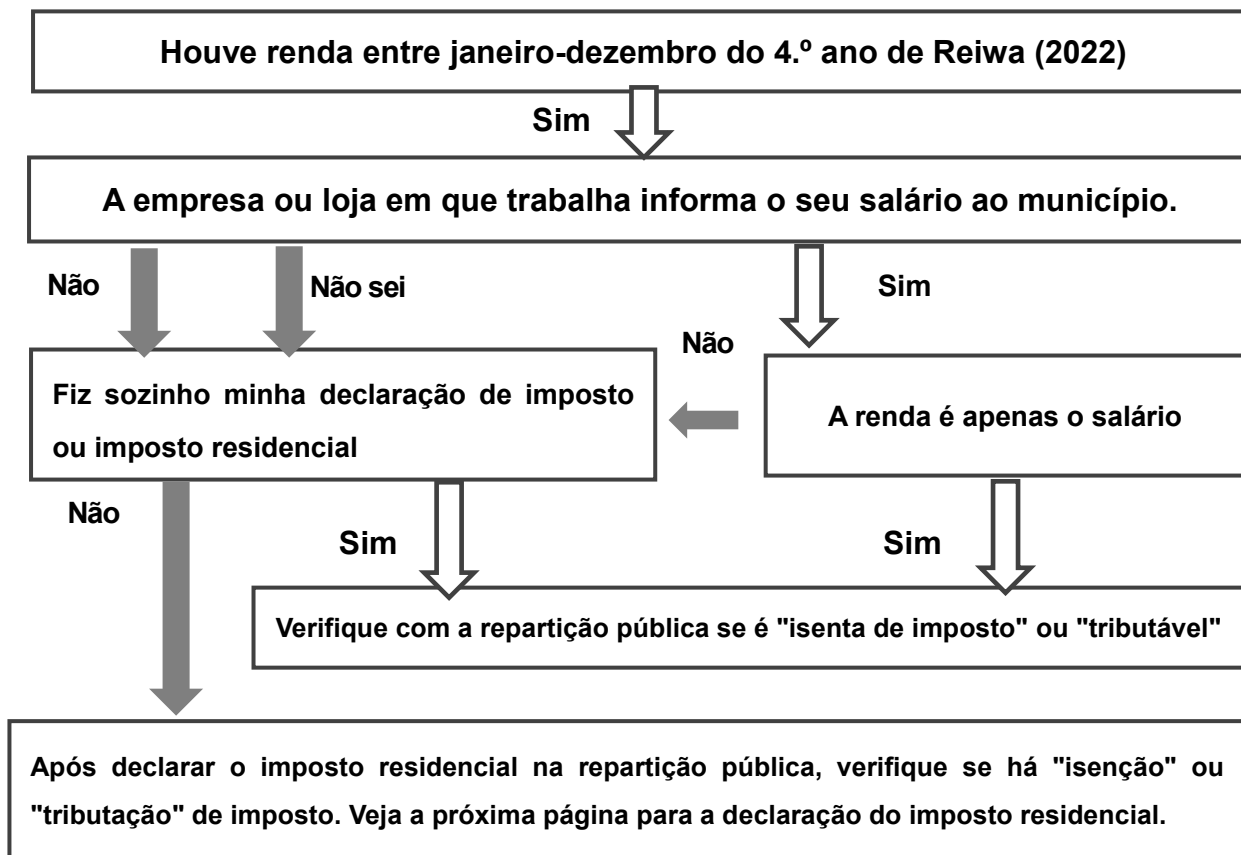 Houve renda entre janeiro-dezembro do 4.º ano de Reiwa (2022)
Sim
A empresa ou loja em que trabalha informa o seu salário ao município.
Não
Não sei
Sim
Não
Fiz sozinho minha declaração de imposto
ou imposto residencial
A renda é apenas o salário
Não
Sim
Sim
Verifique com a repartição pública se é "isenta de imposto" ou "tributável"
Após declarar o imposto residencial na repartição pública, verifique se há "isenção" ou
"tributação" de imposto. Veja a próxima página para a declaração do imposto residencial.